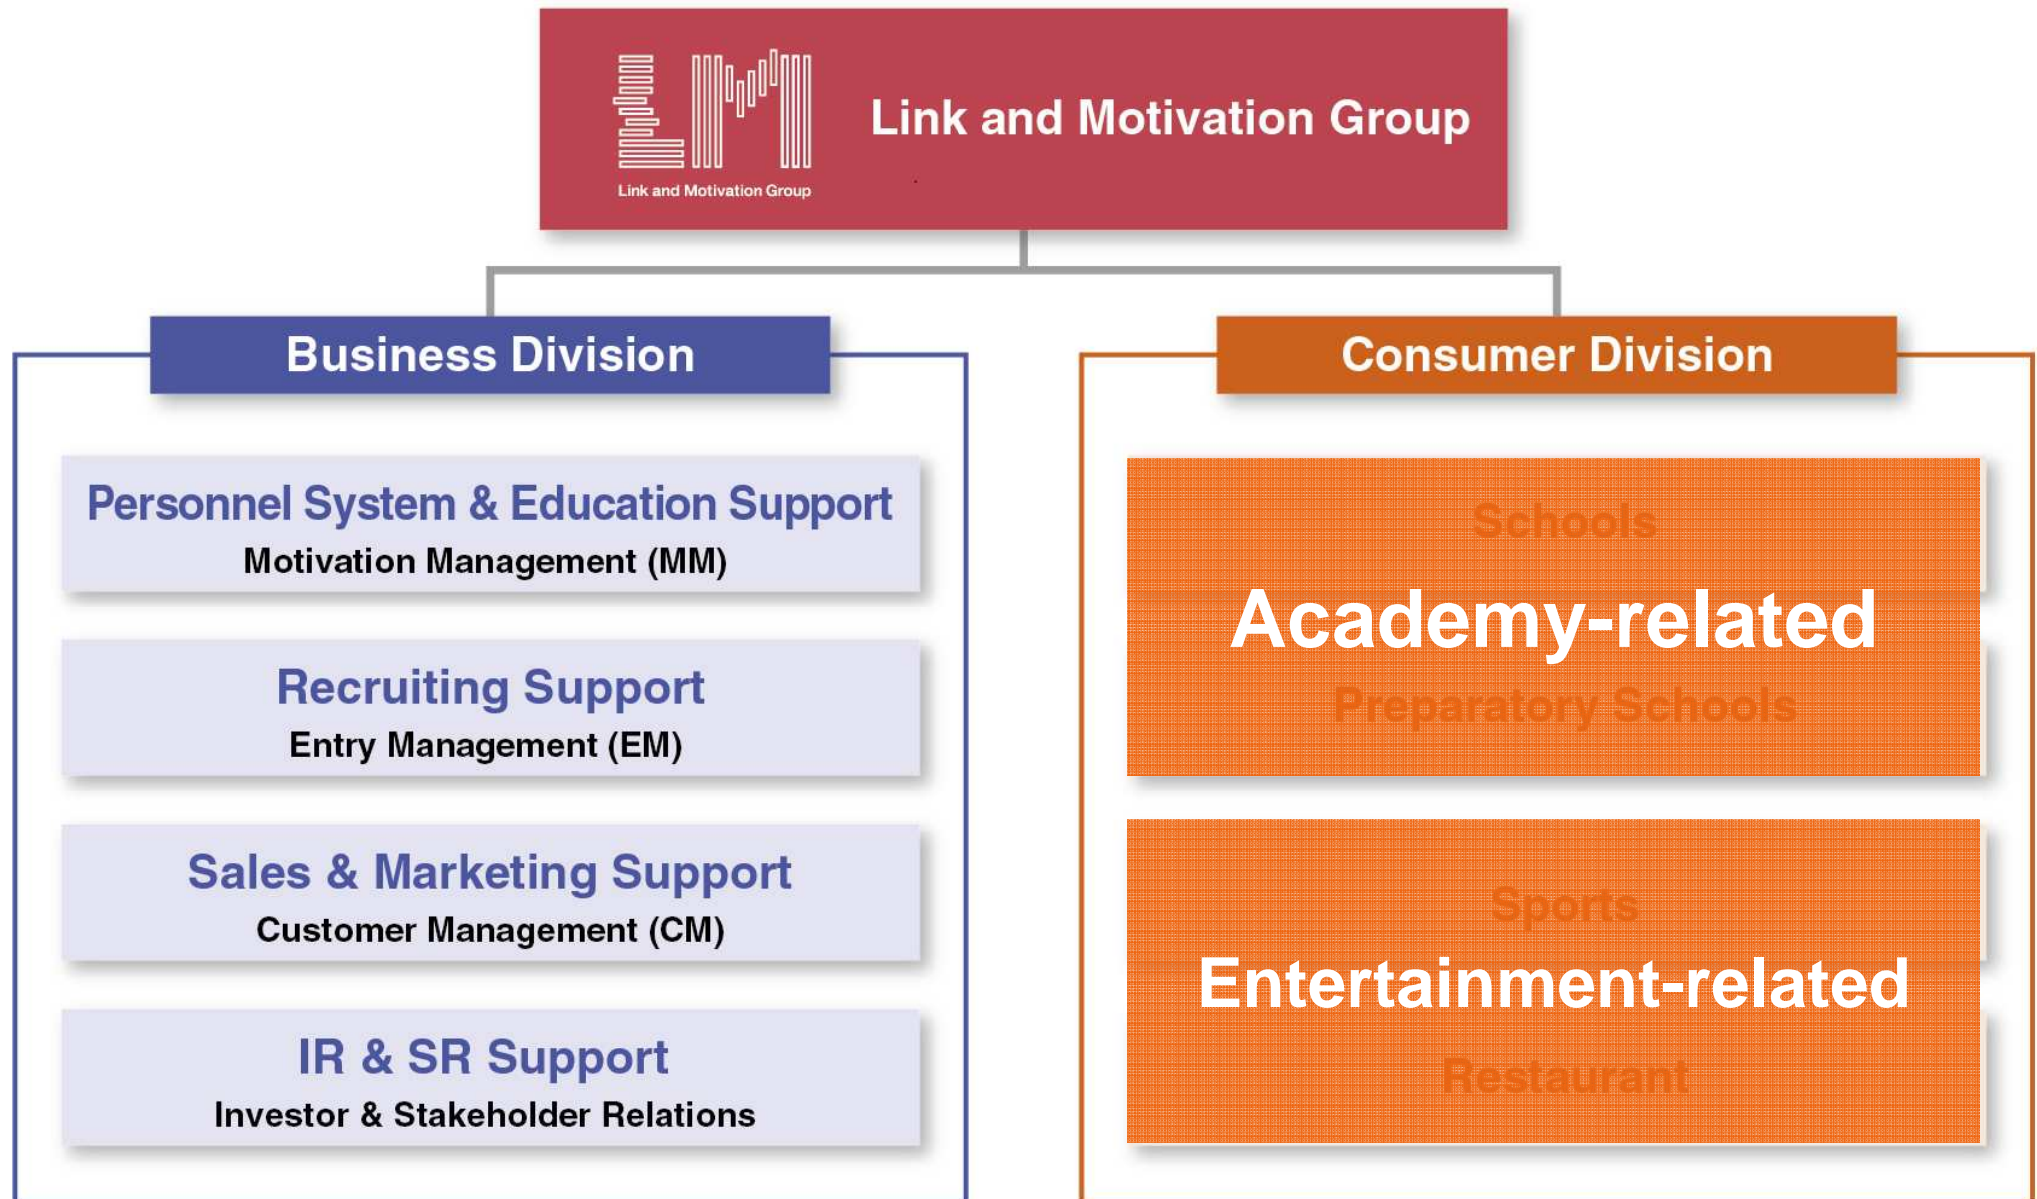 Link and Motivation Group
Link and Motivation Group
Business Division
Personnel System & Education Support
Motivation Management (MM)
Recruiting Support
Entry Management (EM)
Sales & Marketing Support
Customer Management (CM)
IR & SR Support
Investor & Stakeholder Relations
Consumer Division
Schools
Academy-related
Preparatory Schools
Sports
Entertainment-related
Restaurant